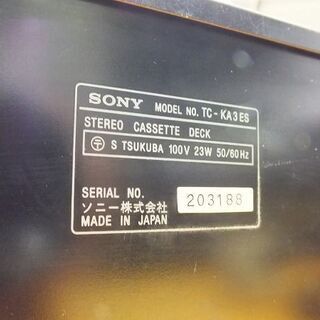 SONY MODEL NO. TC-KA3ES
STEREO CASSETTE DECK
〒 S TSUKUBA 100V 23W 50/60Hz
SERIAL NO. 203188
ソニー株式会社
MADE IN JAPAN